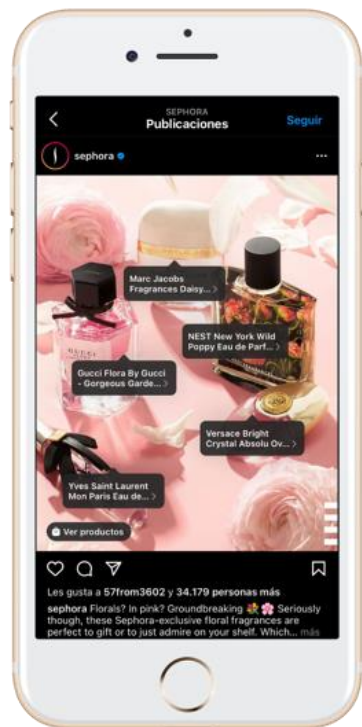 SEPHORA
Publicaciones
Seguir
sephora
Marc Jacobs
Fragrances Daisy...
NEST New York Wild
Poppy Eau de Parf...
GUCCI
Gucci Flora By Gucci
- Gorgeous Garde...
Versace Bright
Crystal Absolu Ov...
Yves Saint Laurent
Mon Paris Eau de...
Ver productos
Les gusta a 57from3602 y 34.179 personas más
sephora Florals? In pink? Groundbreaking 💐🌸 Seriously
though, these Sephora-exclusive floral fragrances are
perfect to gift or to just admire on your shelf. Which... más